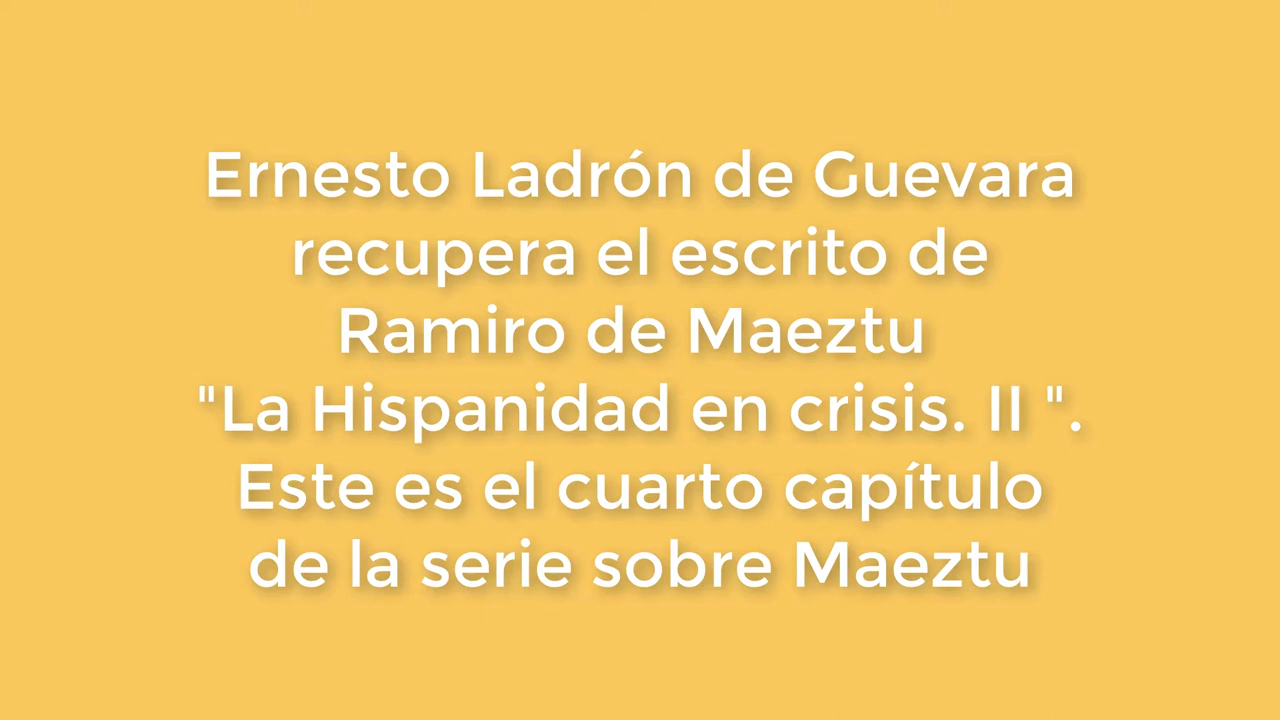 Ernesto Ladrón de Guevara
recupera el escrito de
Ramiro de Maeztu
"La Hispanidad en crisis. II ".
Este es el cuarto capítulo
de la serie sobre Maeztu